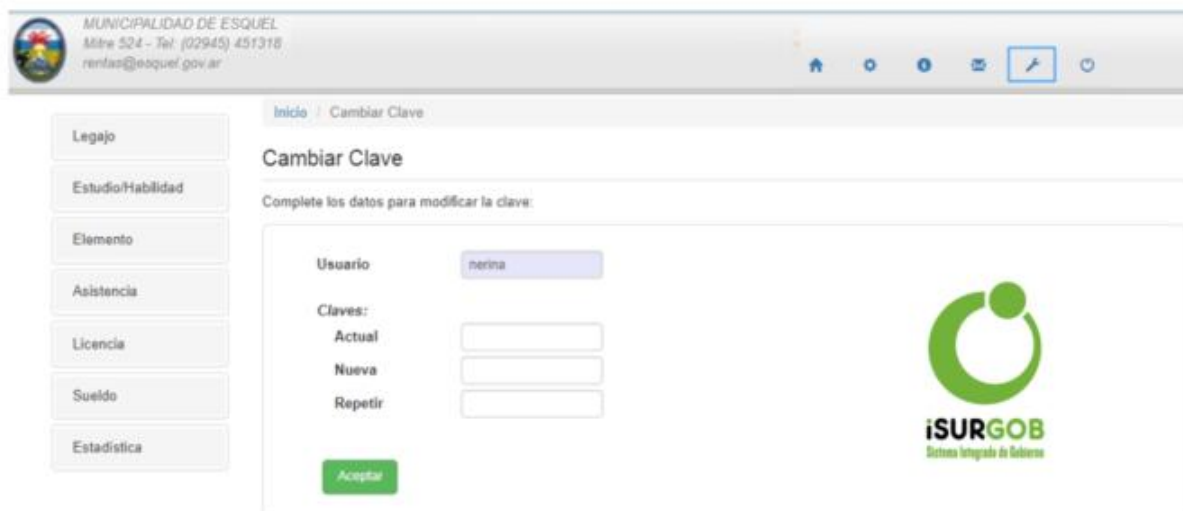 MUNICIPALIDAD DE ESQUEL
Mitre 524 - Tel: (02945) 451318
rentas@esquel.gov.ar
Inicio / Cambiar Clave
Legajo
Estudio/Habilidad
Elemento
Asistencia
Licencia
Sueldo
Estadística
Cambiar Clave
Complete los datos para modificar la clave:
Usuario nerina
Claves:
Actual
Nueva
Repetir
Aceptar
iSURGOB
Sistema Integrado de Gobierno